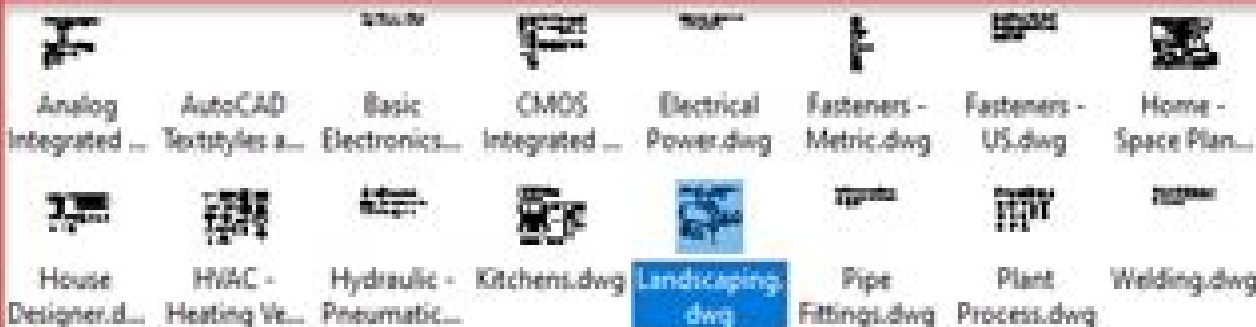 Analog AutoCAD Basic CMOS Electrical Fasteners - Fasteners - Home -
Integrated ... Textstyles a... Electronics... Integrated ... Power.dwg Metric.dwg US.dwg Space Plan...
House HVAC - Hydraulic - Kitchens.dwg Landscaping. Pipe Plant Welding.dwg
Designer.d... Heating Ve... Pneumatic... dwg Fittings.dwg Process.dwg